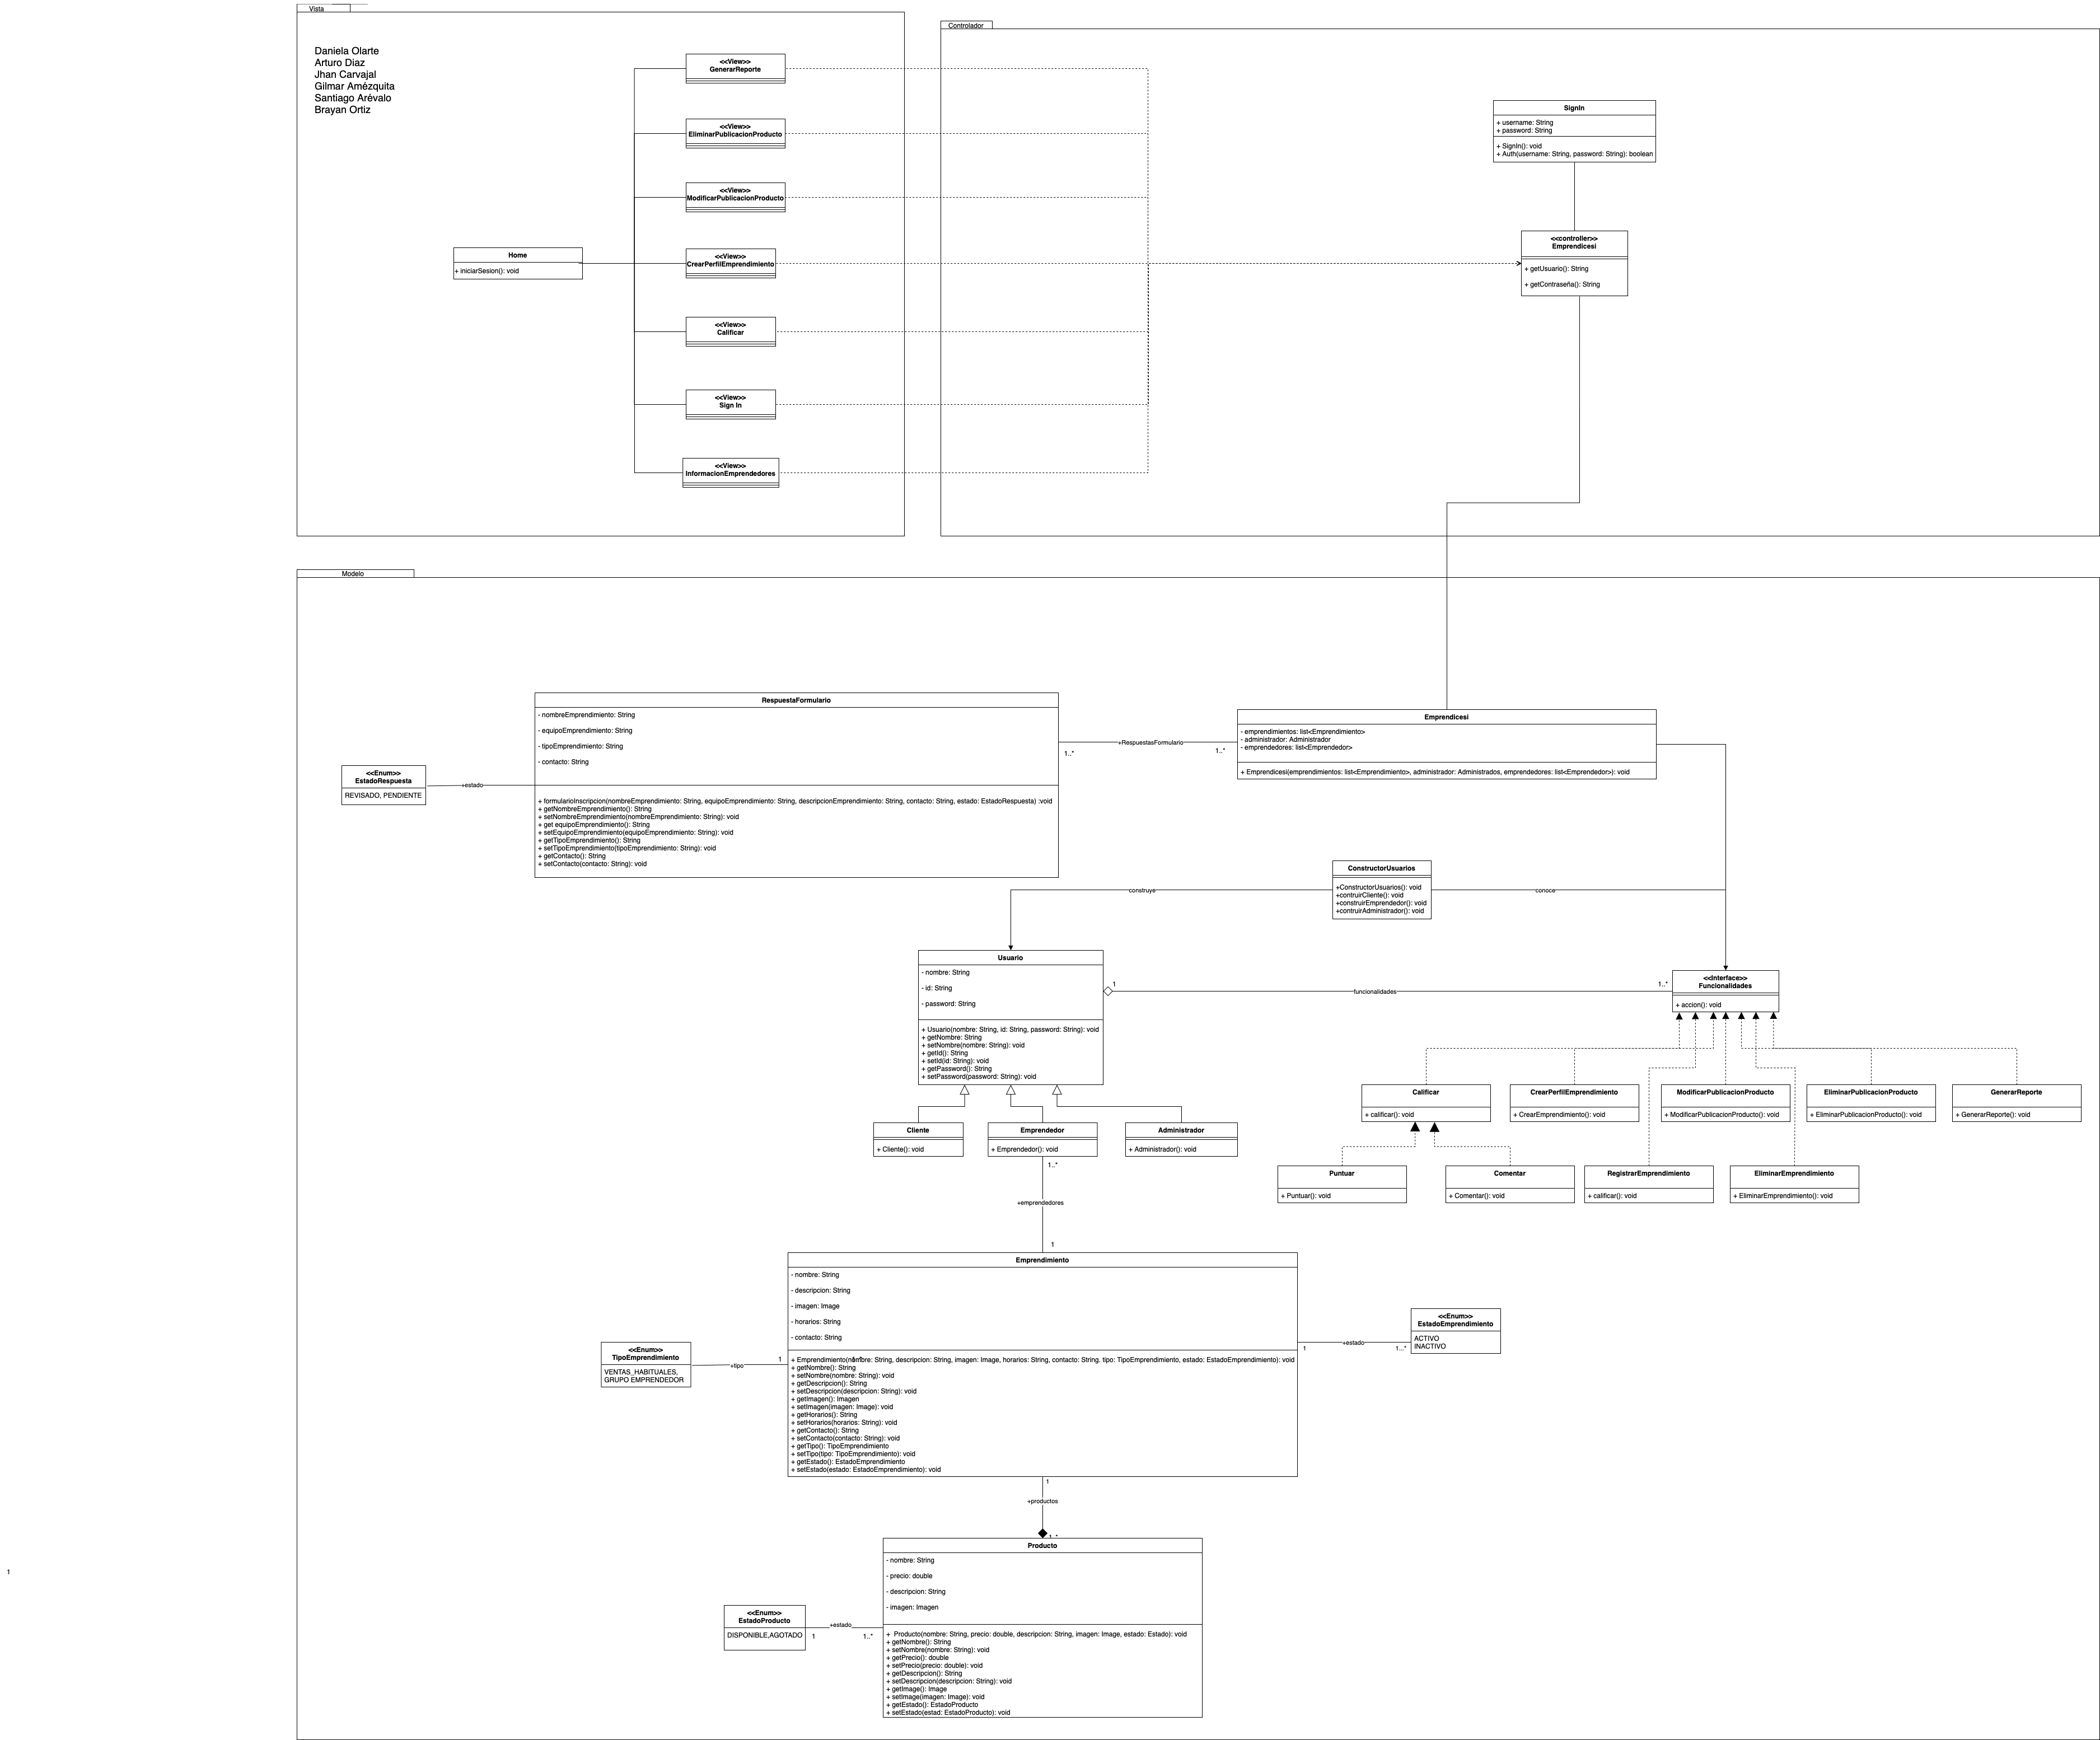 Vista
Daniela Olarte
Arturo Diaz
Jhan Carvajal
Gilmar Amézquita
Santiago Arévalo
Brayan Ortiz
<<View>>
GenerarReporte
<<View>>
EliminarPublicacionProducto
<<View>>
ModificarPublicacionProducto
Home
+ iniciarSesion(): void
<<View>>
CrearPerfilEmprendimiento
<<View>>
Calificar
<<View>>
Sign In
<<View>>
InformacionEmprendedores
Controlador
SignIn
+ username: String
+ password: String
+ SignIn(): void
+ Auth(username: String, password: String): boolean
<<controller>>
Emprendicesi
+ getUsuario(): String
+ getContraseña(): String
Modelo
RespuestaFormulario
- nombreEmprendimiento: String
- equipoEmprendimiento: String
- tipoEmprendimiento: String
- contacto: String
+ formularioInscripcion(nombreEmprendimiento: String, equipoEmprendimiento: String, descripcionEmprendimiento: String, contacto: String, estado: EstadoRespuesta) :void
+ getNombreEmprendimiento(): String
+ setNombreEmprendimiento(nombreEmprendimiento: String): void
+ get equipoEmprendimiento(): String
+ setEquipoEmprendimiento(equipoEmprendimiento: String): void
+ getTipoEmprendimiento(): String
+ setTipoEmprendimiento(tipoEmprendimiento: String): void
+ getContacto(): String
+ setContacto(contacto: String): void
<<Enum>>
EstadoRespuesta
REVISADO, PENDIENTE
+estado
+RespuestasFormulario
1..*
1..*
Emprendicesi
- emprendimientos: list<Emprendimiento>
- administrador: Administrador
- emprendedores: list<Emprendedor>
+ Emprendicesi(emprendimientos: list<Emprendimiento>, administrador: Administrados, emprendedores: list<Emprendedor>): void
ConstructorUsuarios
+ConstructorUsuarios(): void
+contruirCliente(): void
+construirEmprendedor(): void
+contruirAdministrador(): void
construye
conoce
Usuario
- nombre: String
- id: String
- password: String
+ Usuario(nombre: String, id: String, password: String): void
+ getNombre: String
+ setNombre(nombre: String): void
+ getId(): String
+ setId(id: String): void
+ getPassword(): String
+ setPassword(password: String): void
1
funcionalidades
1..*
<<Interface>>
Funcionalidades
+ accion(): void
Calificar
+ calificar(): void
CrearPerfilEmprendimiento
+ CrearEmprendimiento(): void
ModificarPublicacionProducto
+ ModificarPublicacionProducto(): void
EliminarPublicacionProducto
+ EliminarPublicacionProducto(): void
GenerarReporte
+ GenerarReporte(): void
Cliente
+ Cliente(): void
Emprendedor
+ Emprendedor(): void
Administrador
+ Administrador(): void
Puntuar
+ Puntuar(): void
Comentar
+ Comentar(): void
RegistrarEmprendimiento
+ calificar(): void
EliminarEmprendimiento
+ EliminarEmprendimiento(): void
1..*
+emprendedores
1
Emprendimiento
- nombre: String
- descripcion: String
- imagen: Image
- horarios: String
- contacto: String
+ Emprendimiento(nombre: String, descripcion: String, imagen: Image, horarios: String, contacto: String. tipo: TipoEmprendimiento, estado: EstadoEmprendimiento): void
+ getNombre(): String
+ setNombre(nombre: String): void
+ getDescripcion(): String
+ setDescripcion(descripcion: String): void
+ getImagen(): Imagen
+ setImagen(imagen: Image): void
+ getHorarios(): String
+ setHorarios(horarios: String): void
+ getContacto(): String
+ setContacto(contacto: String): void
+ getTipo(): TipoEmprendimiento
+ setTipo(tipo: TipoEmprendimiento): void
+ getEstado(): EstadoEmprendimiento
+ setEstado(estado: EstadoEmprendimiento): void
<<Enum>>
TipoEmprendimiento
VENTAS_HABITUALES,
GRUPO EMPRENDEDOR
+tipo
1
+estado
1
1...*
<<Enum>>
EstadoEmprendimiento
ACTIVO
INACTIVO
1
+productos
1..*
Producto
- nombre: String
- precio: double
- descripcion: String
- imagen: Imagen
+  Producto(nombre: String, precio: double, descripcion: String, imagen: Image, estado: Estado): void
+ getNombre(): String
+ setNombre(nombre: String): void
+ getPrecio(): double
+ setPrecio(precio: double): void
+ getDescripcion(): String
+ setDescripcion(descripcion: String): void
+ getImage(): Image
+ setImage(imagen: Image): void
+ getEstado(): EstadoProducto
+ setEstado(estad: EstadoProducto): void
<<Enum>>
EstadoProducto
DISPONIBLE,AGOTADO
+estado
1
1..*
1